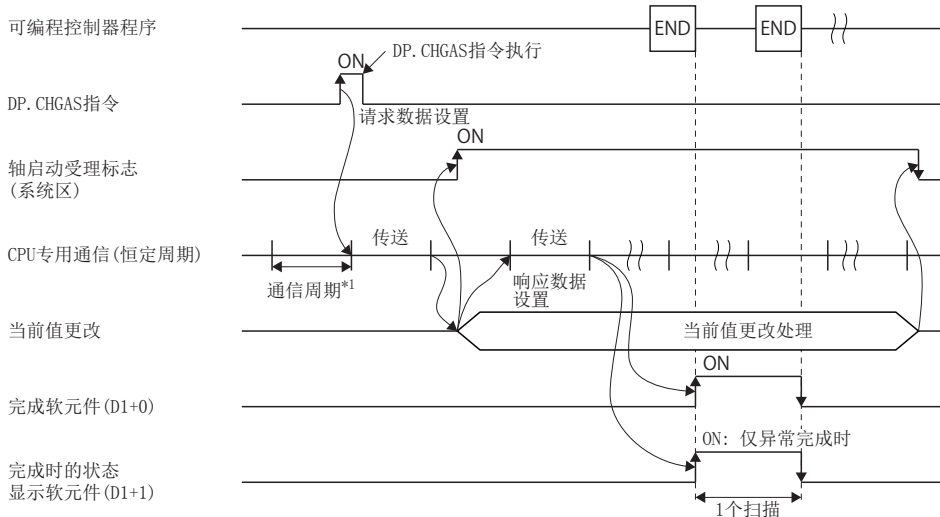 可编程控制器程序
END
END
ON
DP.CHGAS指令执行
DP.CHGAS指令
请求数据设置
ON
轴启动受理标志
(系统区)
CPU专用通信(恒定周期)
传送
传送
通信周期*1
响应数据
设置
当前值更改
当前值更改处理
ON
完成软元件(D1+0)
ON: 仅异常完成时
完成时的状态
显示软元件(D1+1)
1个扫描